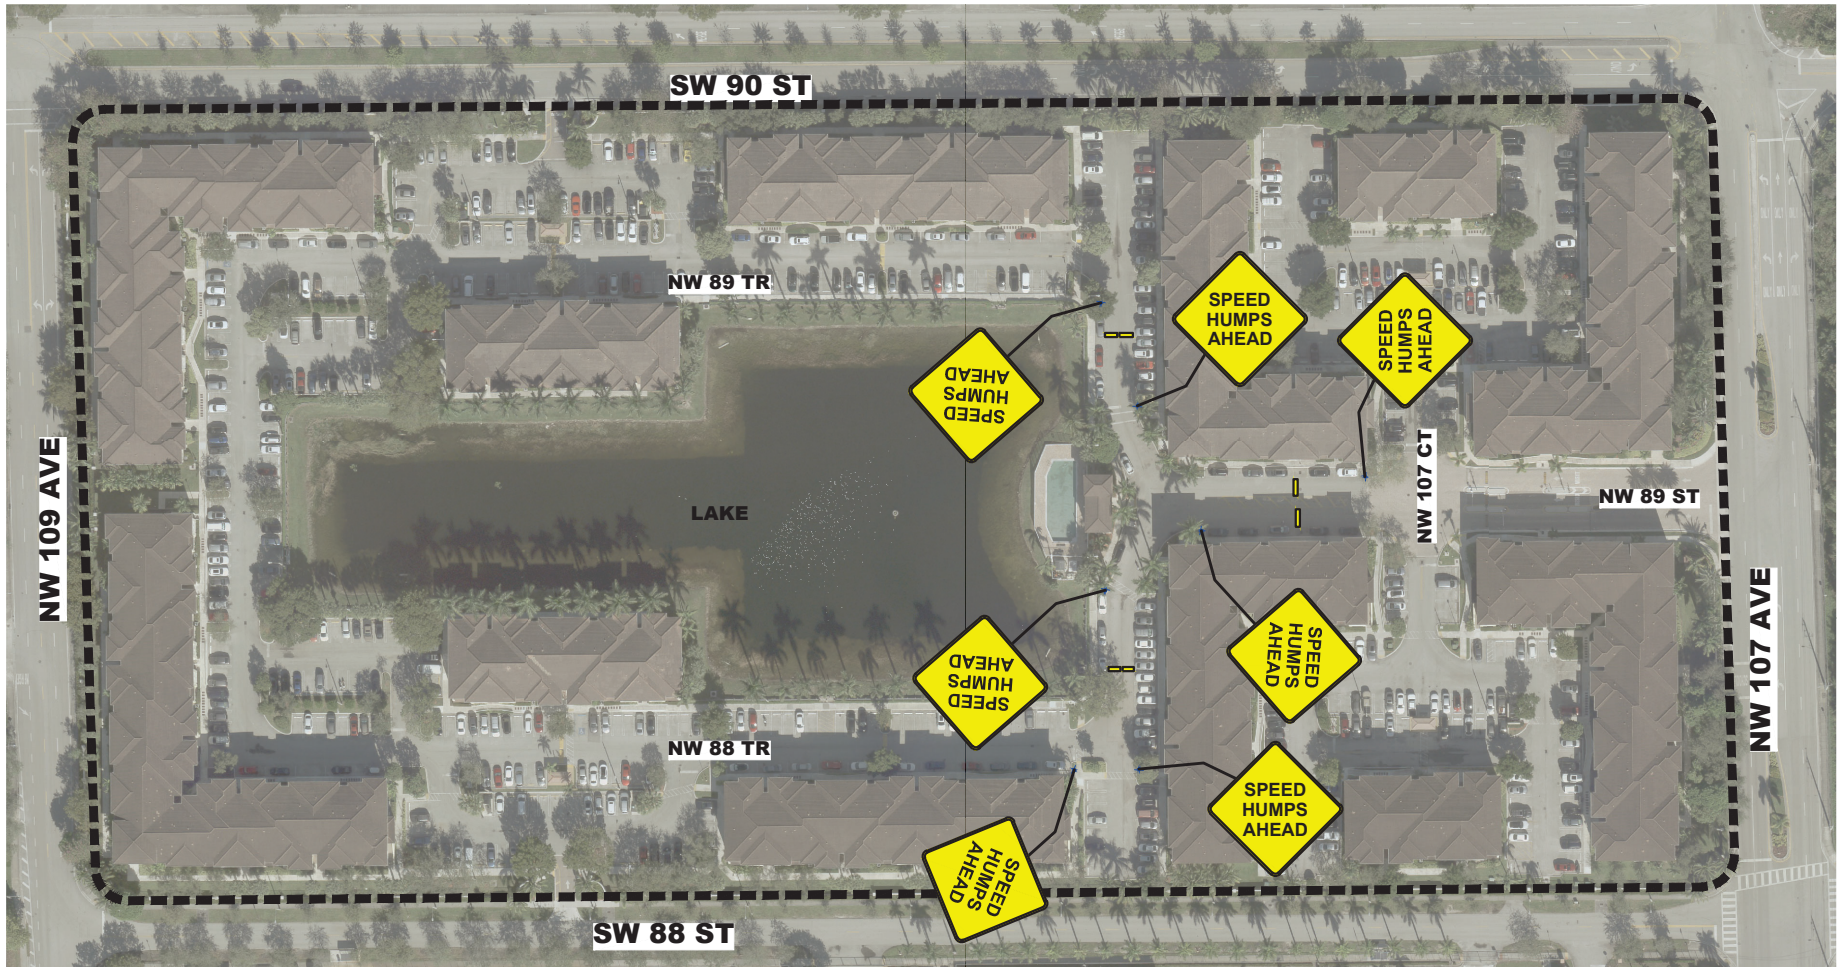 SW 90 ST
NW 89 TR
SPEED
HUMPS
AHEAD
SPEED
HUMPS
AHEAD
SPEED
HUMPS
AHEAD
NW 109 AVE
LAKE
NW 107 CT
NW 89 ST
SPEED
HUMPS
AHEAD
SPEED
HUMPS
AHEAD
NW 107 AVE
NW 88 TR
SPEED
HUMPS
AHEAD
SPEED
HUMPS
AHEAD
SW 88 ST